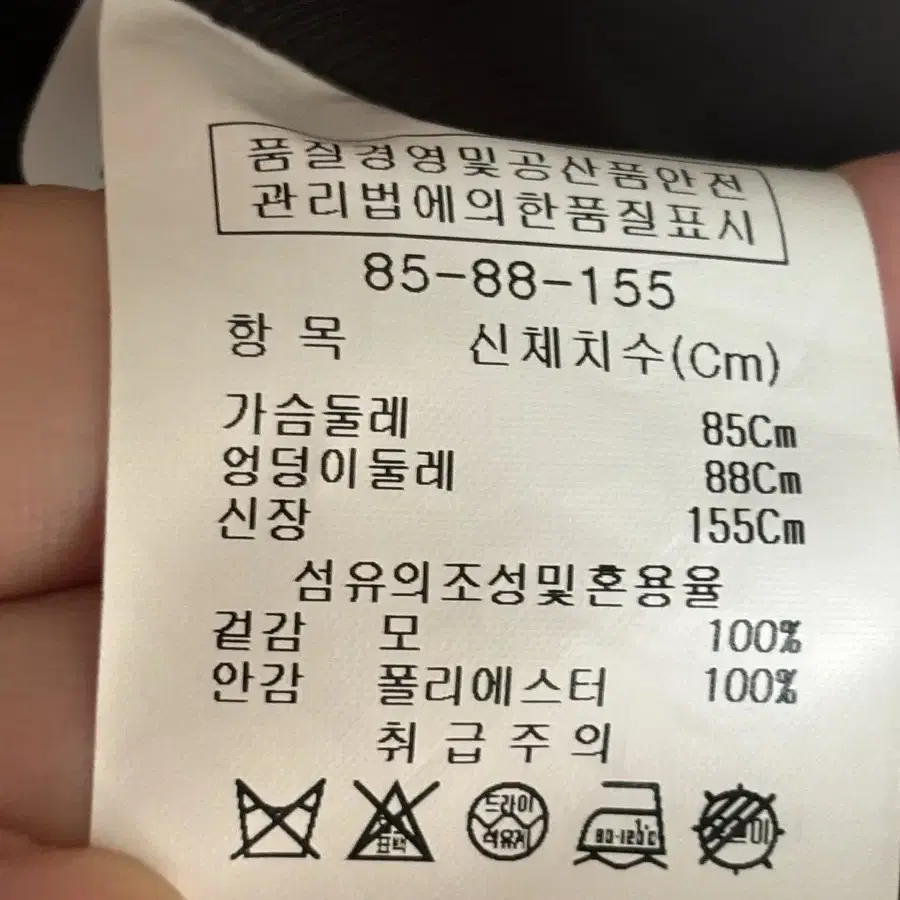 품질경영및공산품안전
관리법에의한품질표시
85-88-155
항 목 신체치수(Cm)
가슴둘레 85Cm
엉덩이둘레 88Cm
신장 155Cm
섬유의조성및혼용율
겉감 모 100%
안감 폴리에스터 100%
취 급 주 의
표백 드라이 80-120℃
석유계